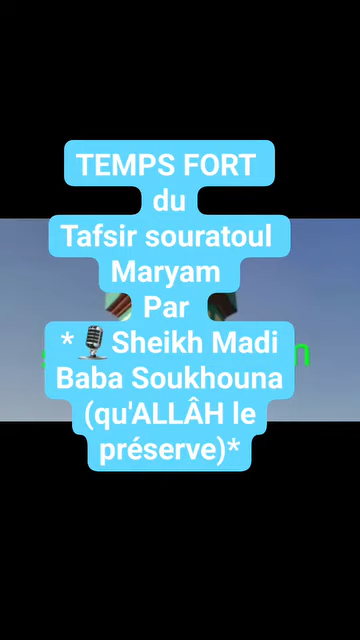 TEMPS FORT
du
Tafsir souratoul
Maryam
Par
*🎙️Sheikh Madi
Baba Soukhouna
(qu'ALLÂH le
préserve)*